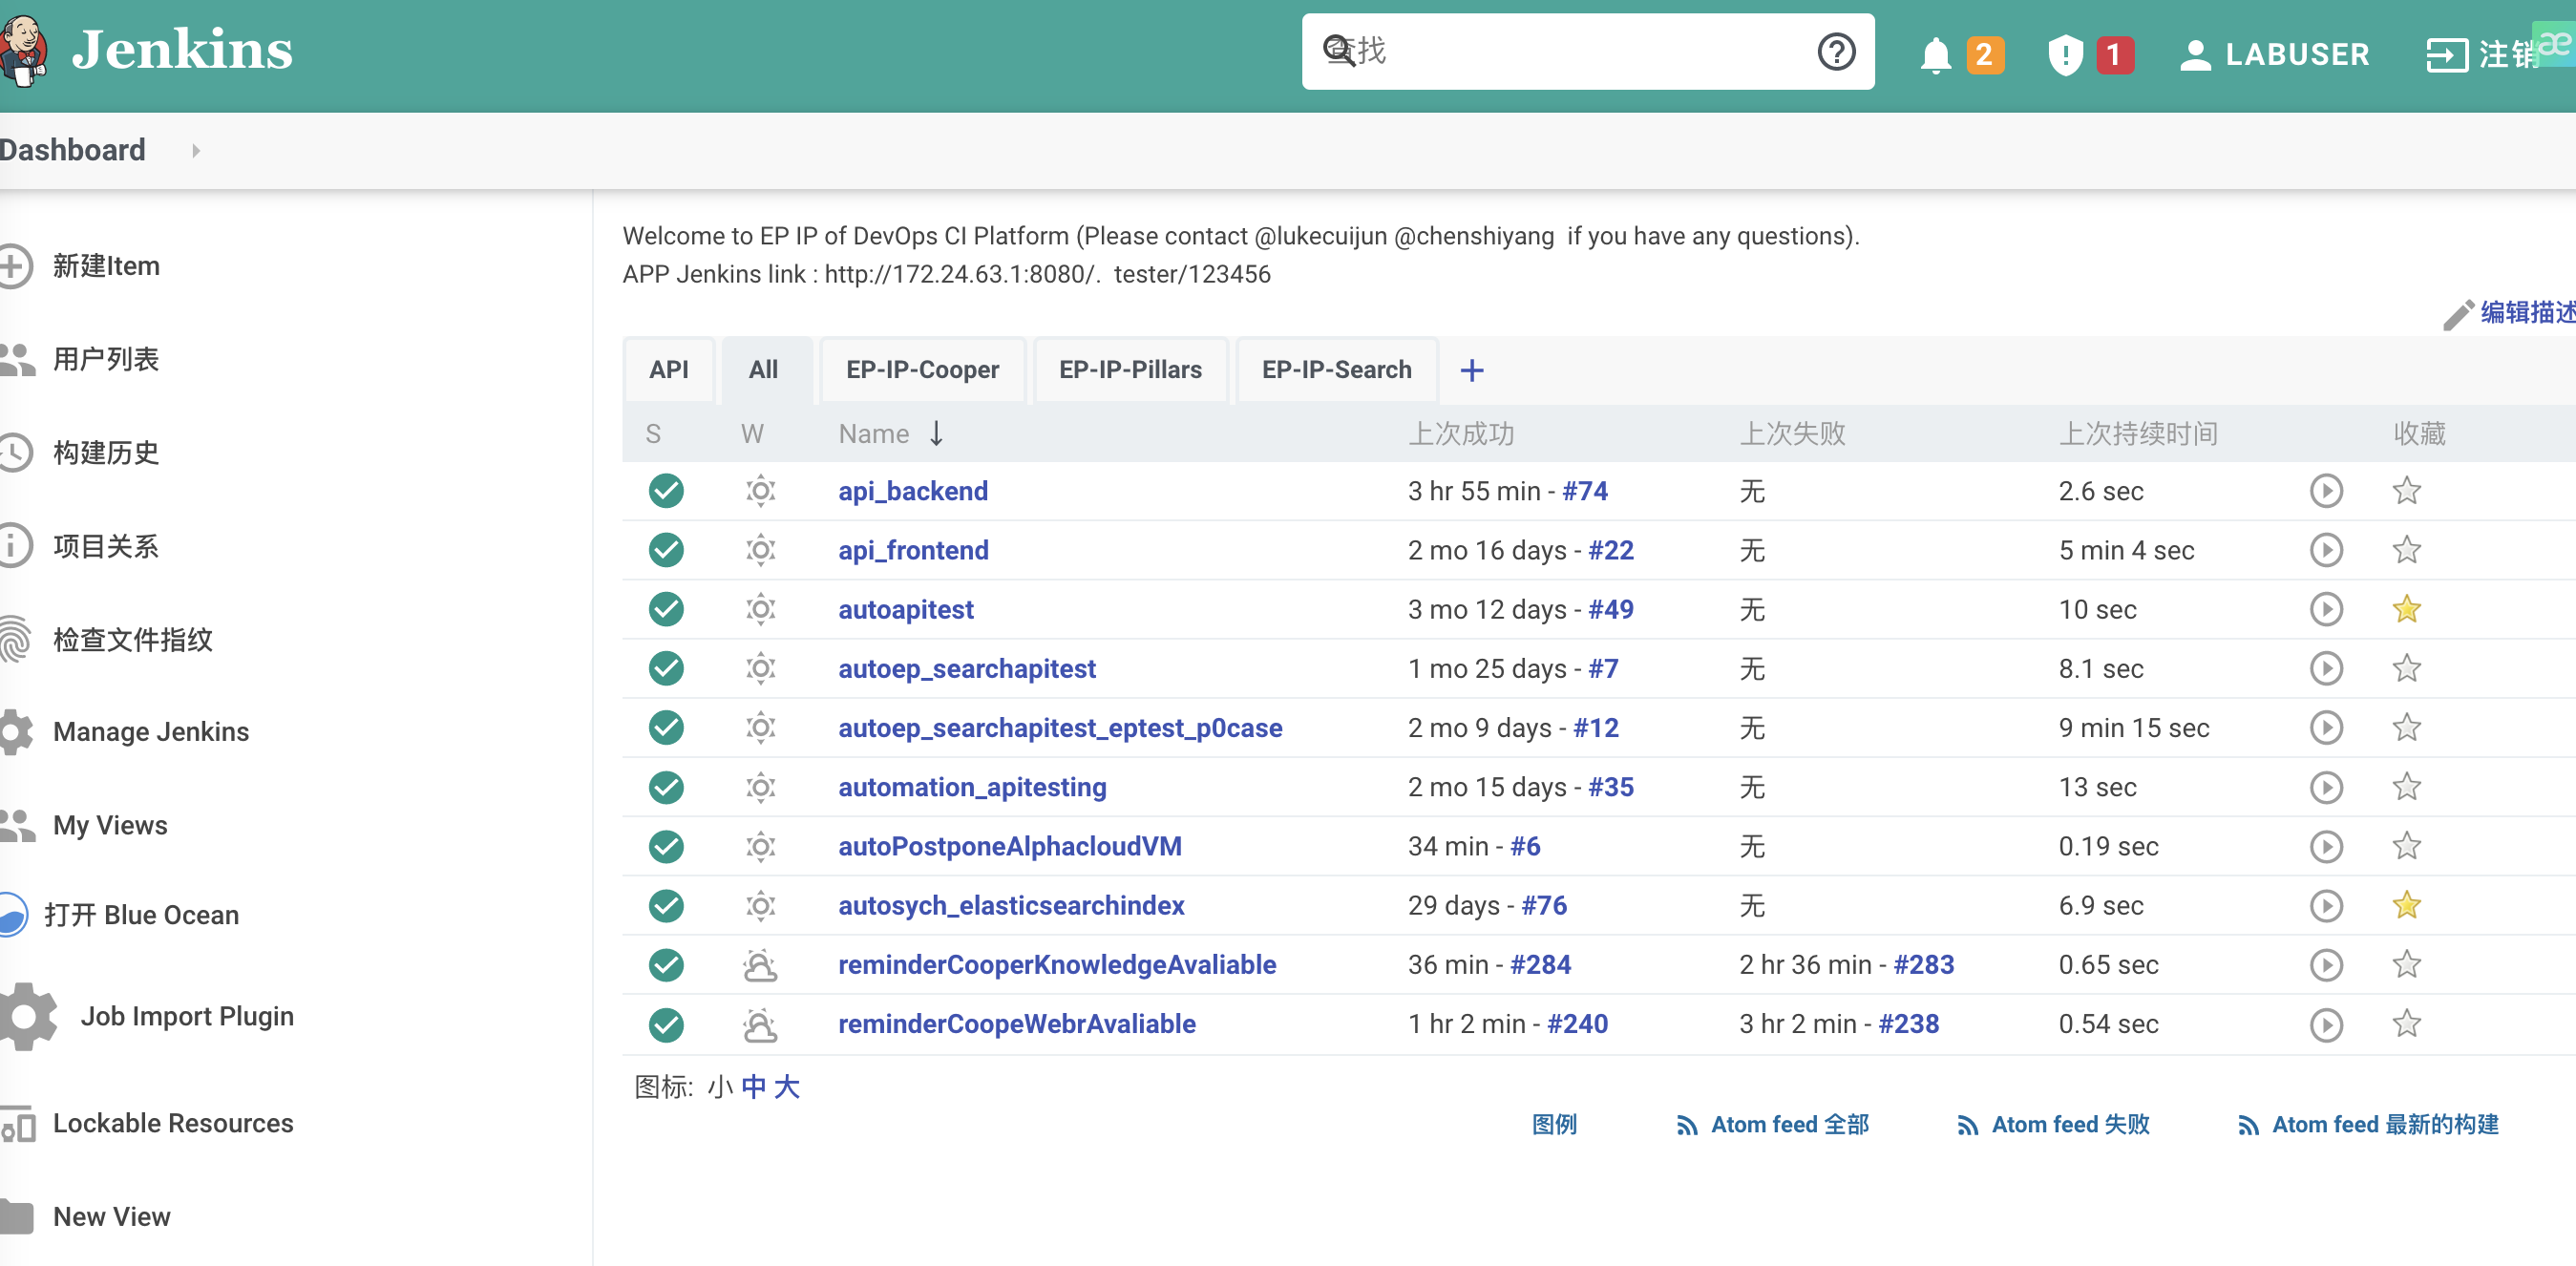 Jenkins
查找
2
1
LABUSER
注销
Dashboard
新建Item
用户列表
构建历史
项目关系
检查文件指纹
Manage Jenkins
My Views
打开 Blue Ocean
Job Import Plugin
Lockable Resources
New View
Welcome to EP IP of DevOps CI Platform (Please contact @lukecuijun @chenshiyang  if you have any questions).
APP Jenkins link : http://172.24.63.1:8080/.  tester/123456
编辑描述
API All EP-IP-Cooper EP-IP-Pillars EP-IP-Search +
S W Name ↓ 上次成功 上次失败 上次持续时间 收藏
api_backend 3 hr 55 min - #74 无 2.6 sec
api_frontend 2 mo 16 days - #22 无 5 min 4 sec
autoapitest 3 mo 12 days - #49 无 10 sec
autoep_searchapitest 1 mo 25 days - #7 无 8.1 sec
autoep_searchapitest_eptest_p0case 2 mo 9 days - #12 无 9 min 15 sec
automation_apitesting 2 mo 15 days - #35 无 13 sec
autoPostponeAlphacloudVM 34 min - #6 无 0.19 sec
autosych_elasticsearchindex 29 days - #76 无 6.9 sec
reminderCooperKnowledgeAvaliable 36 min - #284 2 hr 36 min - #283 0.65 sec
reminderCoopeWebrAvaliable 1 hr 2 min - #240 3 hr 2 min - #238 0.54 sec
图标: 小 中 大
图例 Atom feed 全部 Atom feed 失败 Atom feed 最新的构建